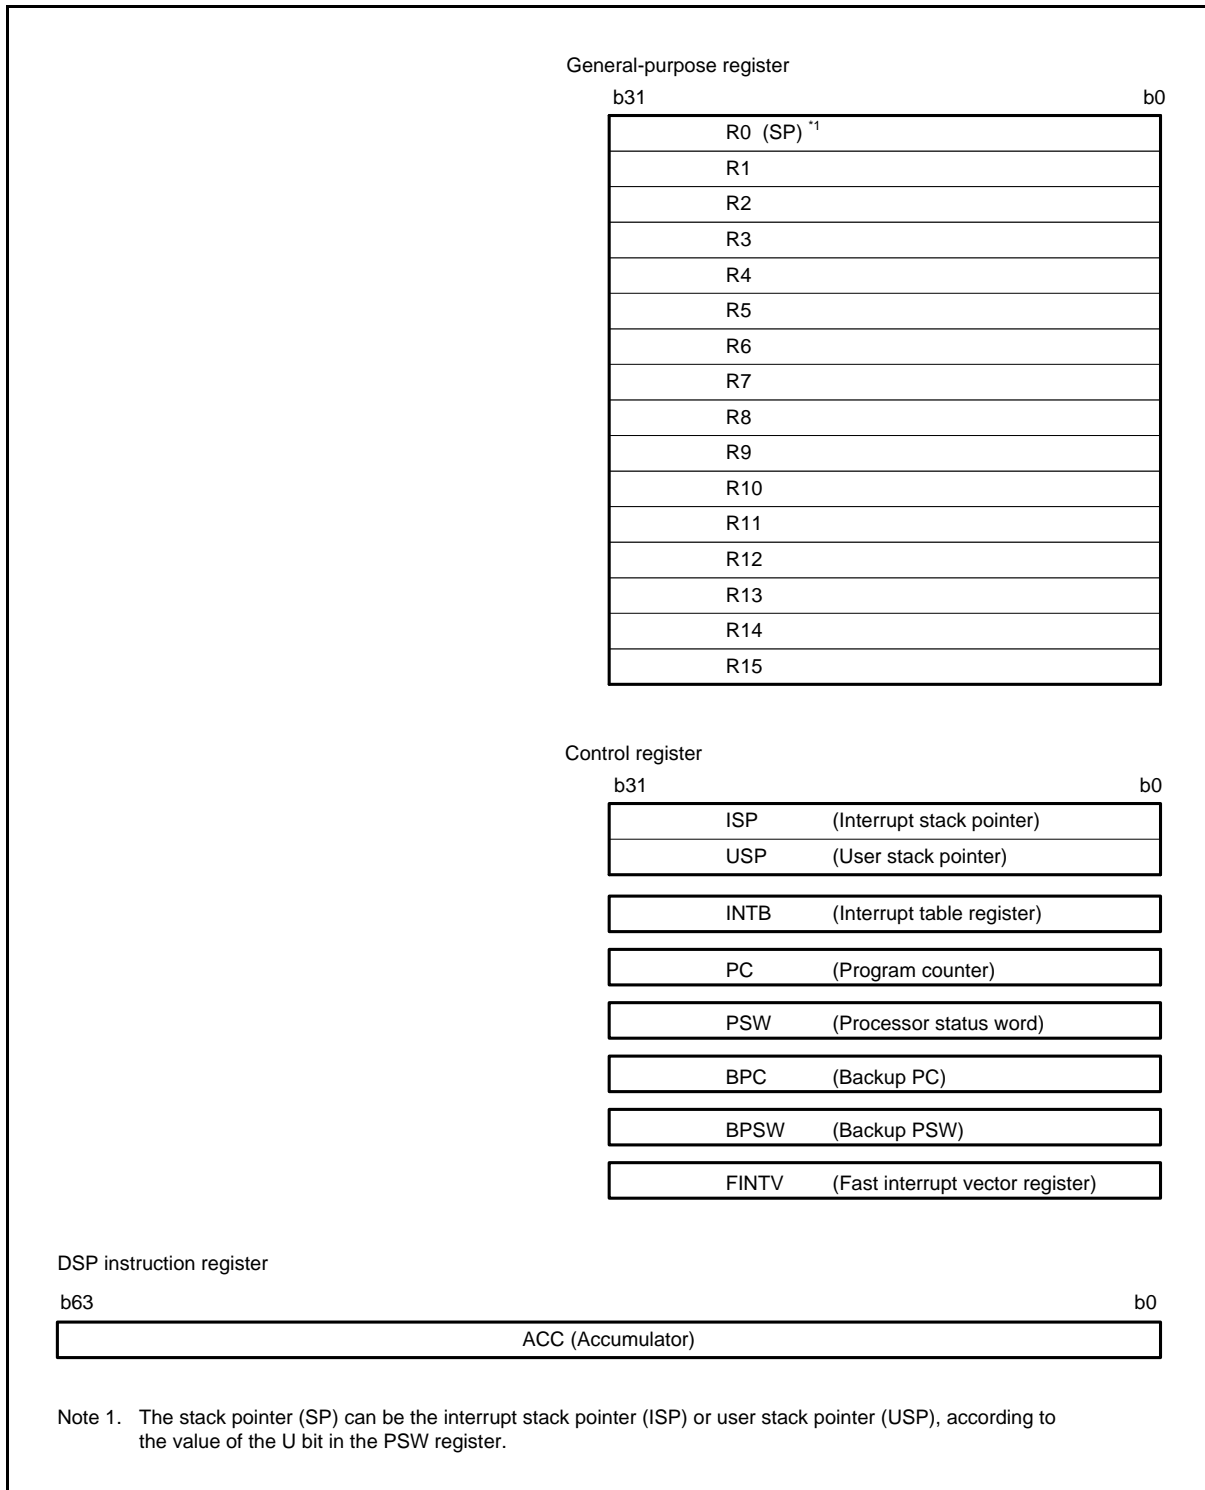 General-purpose register
b31 b0
R0 (SP) *1
R1
R2
R3
R4
R5
R6
R7
R8
R9
R10
R11
R12
R13
R14
R15
Control register
b31 b0
ISP (Interrupt stack pointer)
USP (User stack pointer)
INTB (Interrupt table register)
PC (Program counter)
PSW (Processor status word)
BPC (Backup PC)
BPSW (Backup PSW)
FINTV (Fast interrupt vector register)
DSP instruction register
b63 b0
ACC (Accumulator)
Note 1. The stack pointer (SP) can be the interrupt stack pointer (ISP) or user stack pointer (USP), according to
the value of the U bit in the PSW register.